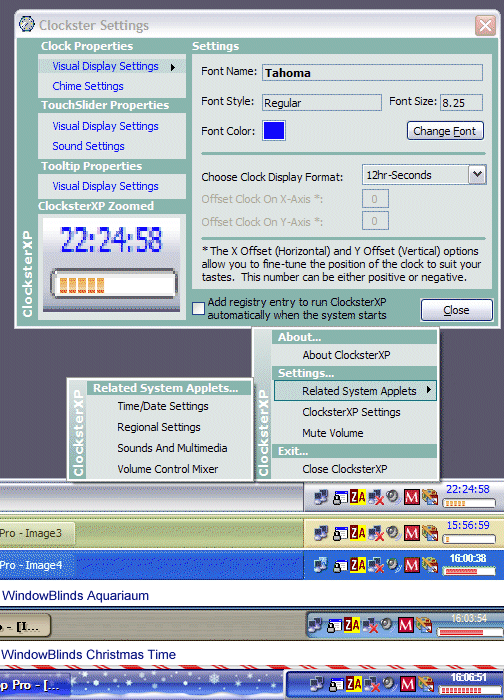 Clockster Settings
Clock Properties
Visual Display Settings
Chime Settings
TouchSlider Properties
Visual Display Settings
Sound Settings
Tooltip Properties
Visual Display Settings
ClocksterXP Zoomed
22:24:58
ClocksterXP
Settings
Font Name: Tahoma
Font Style: Regular Font Size: 8.25
Font Color: Change Font
Choose Clock Display Format: 12hr-Seconds
Offset Clock On X-Axis *: 0
Offset Clock On Y-Axis *: 0
* The X Offset (Horizontal) and Y Offset (Vertical) options
allow you to fine-tune the position of the clock to suit your
tastes. This number can be either positive or negative.
Add registry entry to run ClocksterXP
automatically when the system starts
Close
ClocksterXP
About...
About ClocksterXP
Settings...
Related System Applets
ClocksterXP Settings
Mute Volume
Exit...
Close ClocksterXP
ClocksterXP
Related System Applets...
Time/Date Settings
Regional Settings
Sounds And Multimedia
Volume Control Mixer
ZA M 22:24:58
Pro - Image3 ZA M 15:56:59
Pro - Image4 ZA M 16:00:38
WindowBlinds Aquariaum
o - [I... ZA M 16:03:54
WindowBlinds Christmas Time
p Pro - [... ZA M 16:06:51